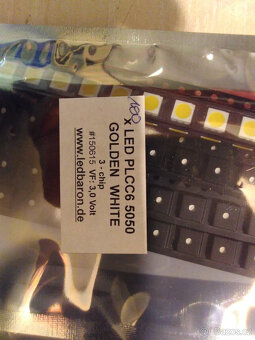 100
x LED PLCC6 5050
GOLDEN WHITE
3 - chip
#150615 VF: 3,0 Volt
www.ledbaron.de